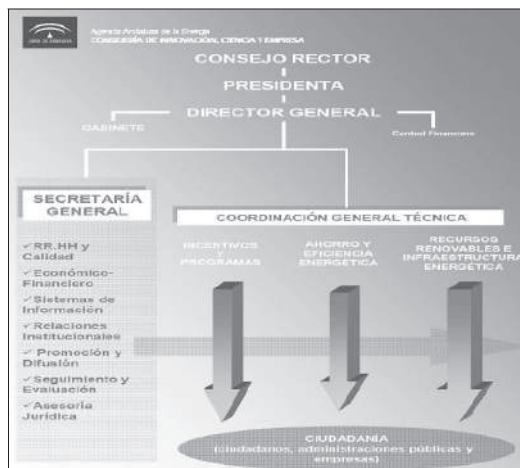 Agencia Andaluza de la Energía
CONSEJERÍA DE INNOVACIÓN, CIENCIA Y EMPRESA
CONSEJO RECTOR
PRESIDENTA
DIRECTOR GENERAL
GABINETE
Control Financiero
SECRETARÍA
GENERAL
✓RR.HH y
Calidad
✓Económico-
Financiero
✓Sistemas de
Información
✓Relaciones
Institucionales
✓Promoción y
Difusión
✓Seguimiento y
Evaluación
✓Asesoría
Jurídica
COORDINACIÓN GENERAL TÉCNICA
INCENTIVOS
Y
PROGRAMAS
AHORRO Y
EFICIENCIA
ENERGÉTICA
RECURSOS
RENOVABLES E
INFRAESTRUCTURA
ENERGÉTICA
CIUDADANÍA
(ciudadanos, administraciones públicas y
empresas)